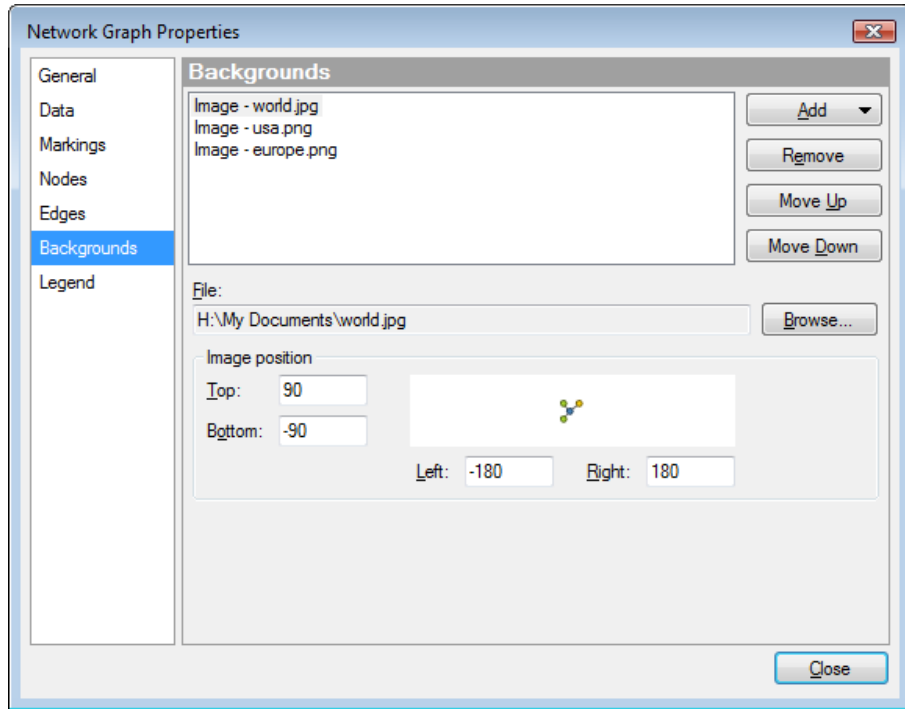 Network Graph Properties
General
Data
Markings
Nodes
Edges
Backgrounds
Legend
Backgrounds
Image - world.jpg
Image - usa.png
Image - europe.png
Add
Remove
Move Up
Move Down
File:
H:\My Documents\world.jpg
Browse...
Image position
Top: 90
Bottom: -90
Left: -180 Right: 180
Close